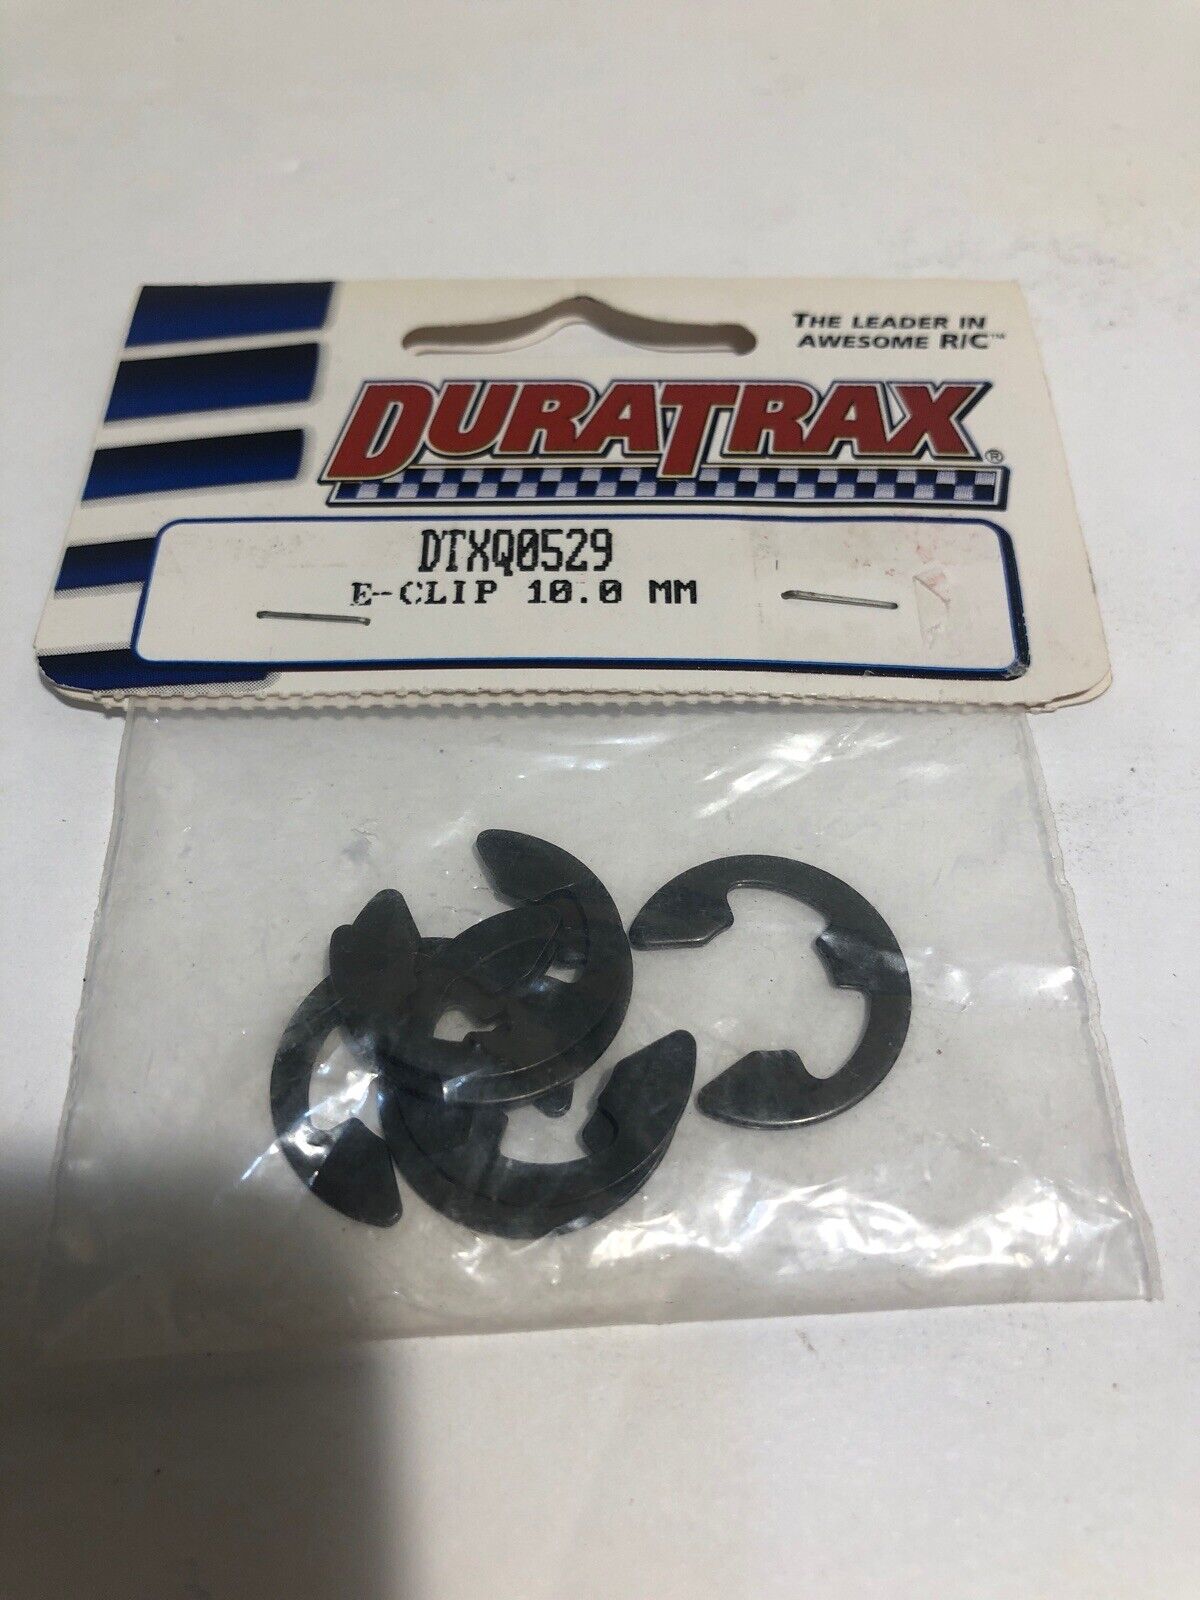 THE LEADER IN
AWESOME R/C™
DURATRAX®
DTXQ0529
E-CLIP 10.0 MM